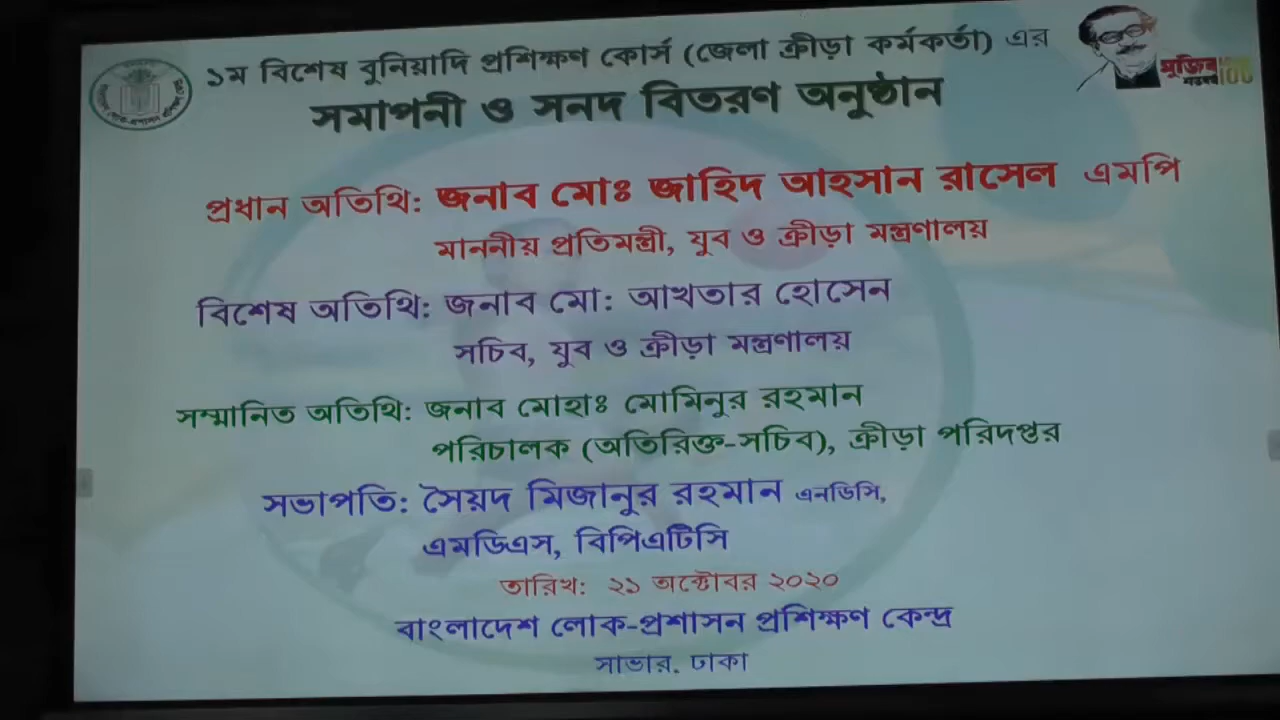 ১ম বিশেষ বুনিয়াদি প্রশিক্ষণ কোর্স (জেলা ক্রীড়া কর্মকর্তা) এর
সমাপনী ও সনদ বিতরণ অনুষ্ঠান
মুজিব
শতবর্ষ 100
প্রধান অতিথি: জনাব মোঃ জাহিদ আহসান রাসেল এমপি
মাননীয় প্রতিমন্ত্রী, যুব ও ক্রীড়া মন্ত্রণালয়
বিশেষ অতিথি: জনাব মো: আখতার হোসেন
সচিব, যুব ও ক্রীড়া মন্ত্রণালয়
সম্মানিত অতিথি: জনাব মোহাঃ মোমিনুর রহমান
পরিচালক (অতিরিক্ত-সচিব), ক্রীড়া পরিদপ্তর
সভাপতি: সৈয়দ মিজানুর রহমান এনডিসি,
এমডিএস, বিপিএটিসি
তারিখ: ২১ অক্টোবর ২০২০
বাংলাদেশ লোক-প্রশাসন প্রশিক্ষণ কেন্দ্র
সাভার. ঢাকা